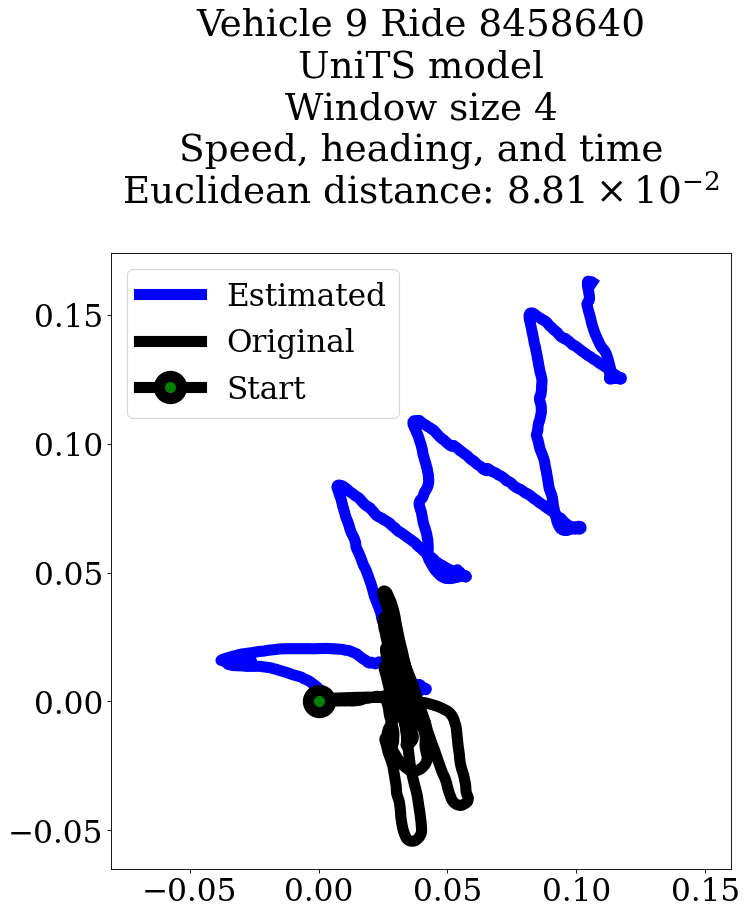 Vehicle 9 Ride 8458640
UniTS model
Window size 4
Speed, heading, and time
Euclidean distance: 8.81 × 10⁻²
Estimated
Original
Start
0.15
0.10
0.05
0.00
−0.05
−0.05 0.00 0.05 0.10 0.15